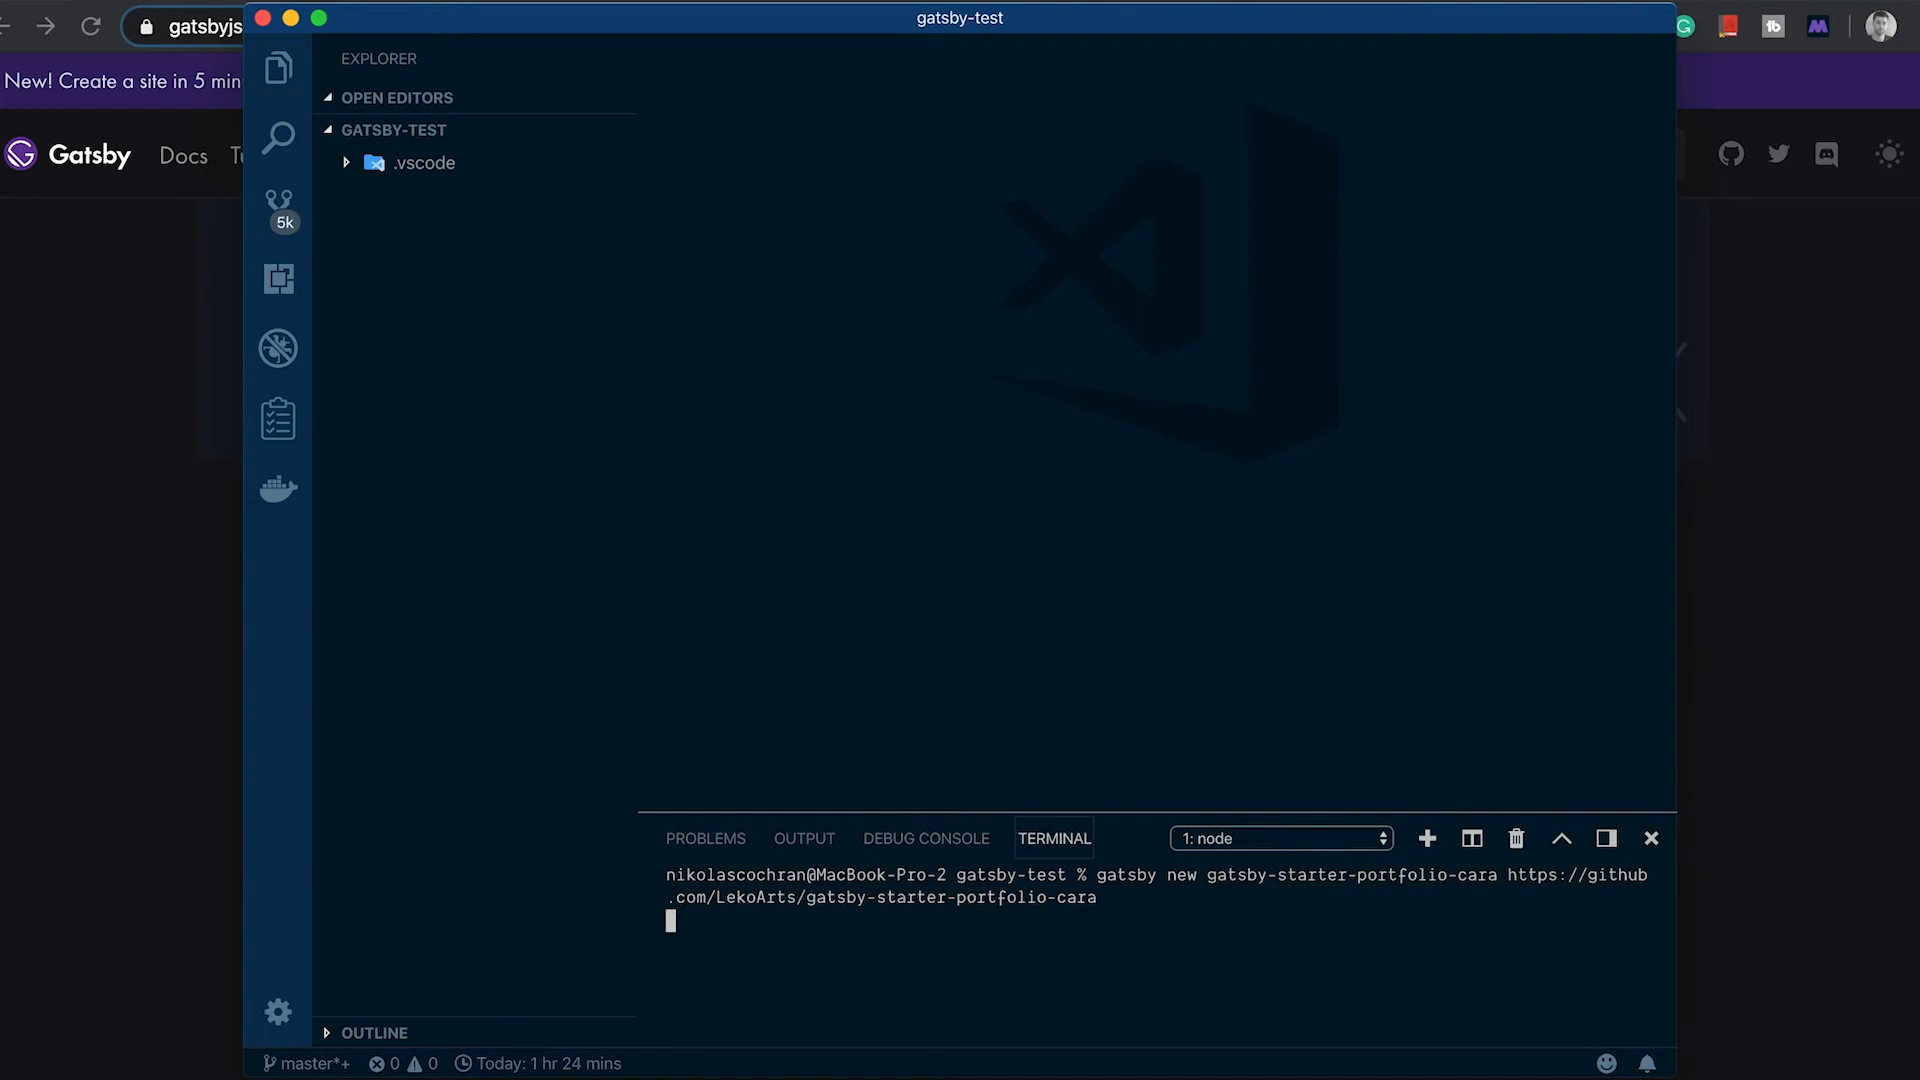 gatsby-test
gatsbyjs
New! Create a site in 5 min
Gatsby
Docs
Tu
EXPLORER
OPEN EDITORS
GATSBY-TEST
.vscode
5k
PROBLEMS
OUTPUT
DEBUG CONSOLE
TERMINAL
1: node
nikolascochran@MacBook-Pro-2 gatsby-test % gatsby new gatsby-starter-portfolio-cara https://github
.com/LekoArts/gatsby-starter-portfolio-cara
OUTLINE
master*+
0
0
Today: 1 hr 24 mins